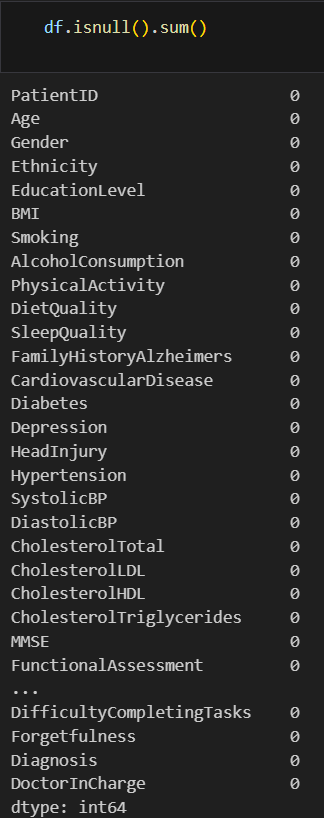 df.isnull().sum()
PatientID 0
Age 0
Gender 0
Ethnicity 0
EducationLevel 0
BMI 0
Smoking 0
AlcoholConsumption 0
PhysicalActivity 0
DietQuality 0
SleepQuality 0
FamilyHistoryAlzheimers 0
CardiovascularDisease 0
Diabetes 0
Depression 0
HeadInjury 0
Hypertension 0
SystolicBP 0
DiastolicBP 0
CholesterolTotal 0
CholesterolLDL 0
CholesterolHDL 0
CholesterolTriglycerides 0
MMSE 0
FunctionalAssessment 0
...
DifficultyCompletingTasks 0
Forgetfulness 0
Diagnosis 0
DoctorInCharge 0
dtype: int64